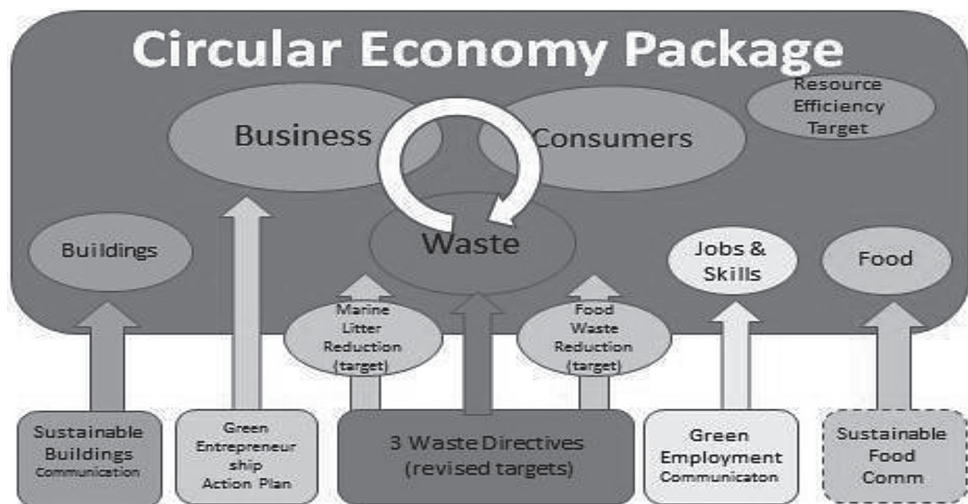 Circular Economy Package
Resource
Efficiency
Target
Business
Consumers
Waste
Buildings
Jobs &
Skills
Food
Marine
Litter
Reduction
(target)
Food
Waste
Reduction
(target)
Sustainable
Buildings
Communication
Green
Entrepreneur
ship
Action Plan
3 Waste Directives
(revised targets)
Green
Employment
Communicaton
Sustainable
Food
Comm